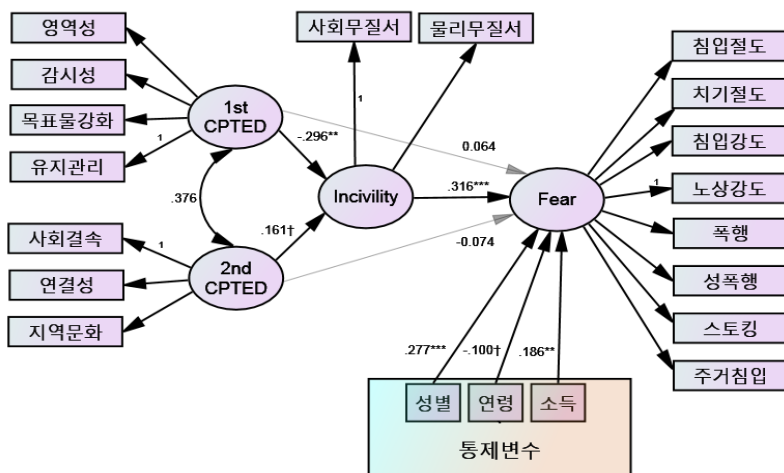 영역성
감시성
목표물강화
유지관리
1
1st
CPTED
.376
사회결속
1
연결성
지역문화
2nd
CPTED
사회무질서
물리무질서
1
-.296**
.161†
Incivility
0.064
.316***
-0.074
Fear
침입절도
치기절도
침입강도
노상강도
1
폭행
성폭행
스토킹
주거침입
.277***
-.100†
.186**
성별
연령
소득
통제변수